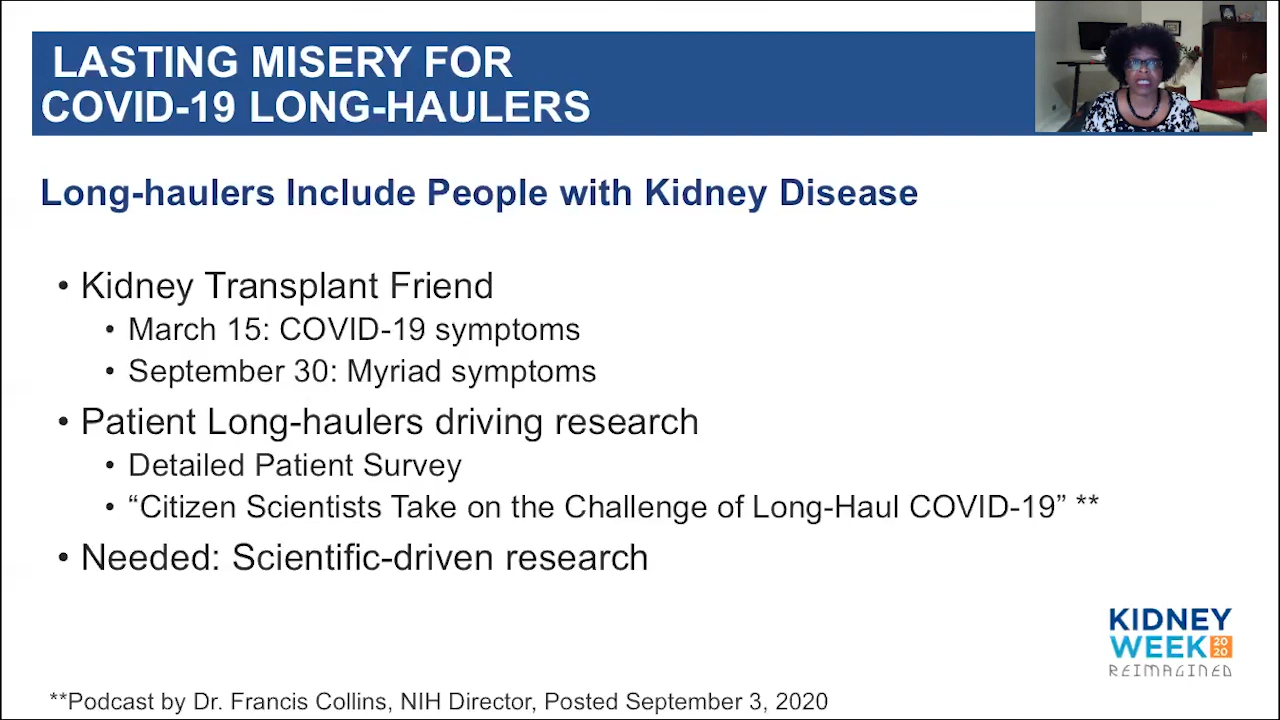 LASTING MISERY FOR
COVID-19 LONG-HAULERS
Long-haulers Include People with Kidney Disease
• Kidney Transplant Friend
• March 15: COVID-19 symptoms
• September 30: Myriad symptoms
• Patient Long-haulers driving research
• Detailed Patient Survey
• “Citizen Scientists Take on the Challenge of Long-Haul COVID-19” **
• Needed: Scientific-driven research
KIDNEY
WEEK 2020
REIMAGINED
**Podcast by Dr. Francis Collins, NIH Director, Posted September 3, 2020